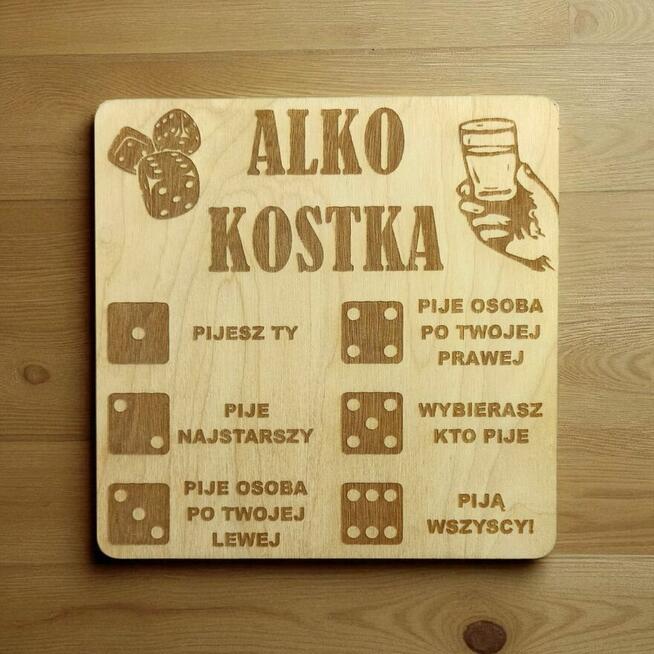 ALKO
KOSTKA
PIJESZ TY
PIJE
NAJSTARSZY
PIJE OSOBA
PO TWOJEJ
LEWEJ
PIJE OSOBA
PO TWOJEJ
PRAWEJ
WYBIERASZ
KTO PIJE
PIJĄ
WSZYSCY!